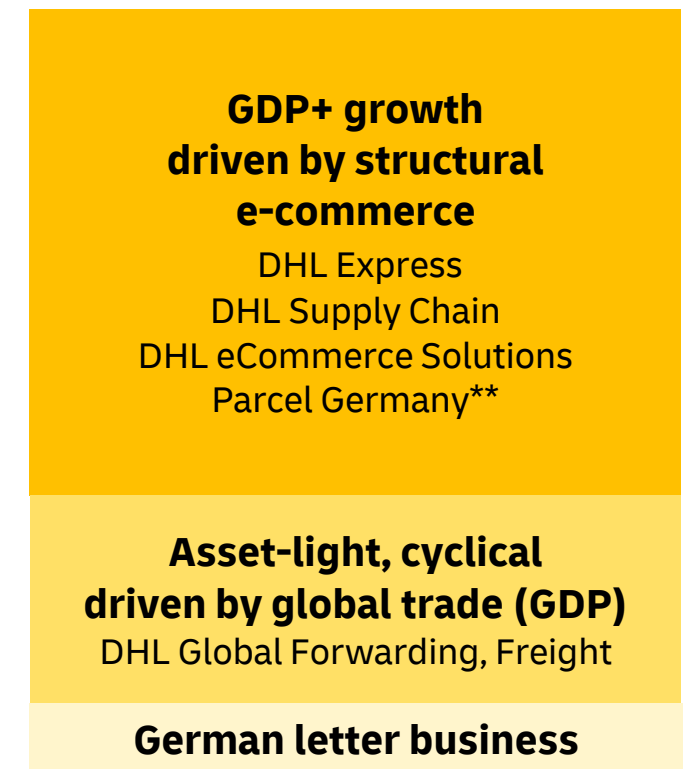 GDP+ growth
driven by structural
e-commerce
DHL Express
DHL Supply Chain
DHL eCommerce Solutions
Parcel Germany**
Asset-light, cyclical
driven by global trade (GDP)
DHL Global Forwarding, Freight
German letter business